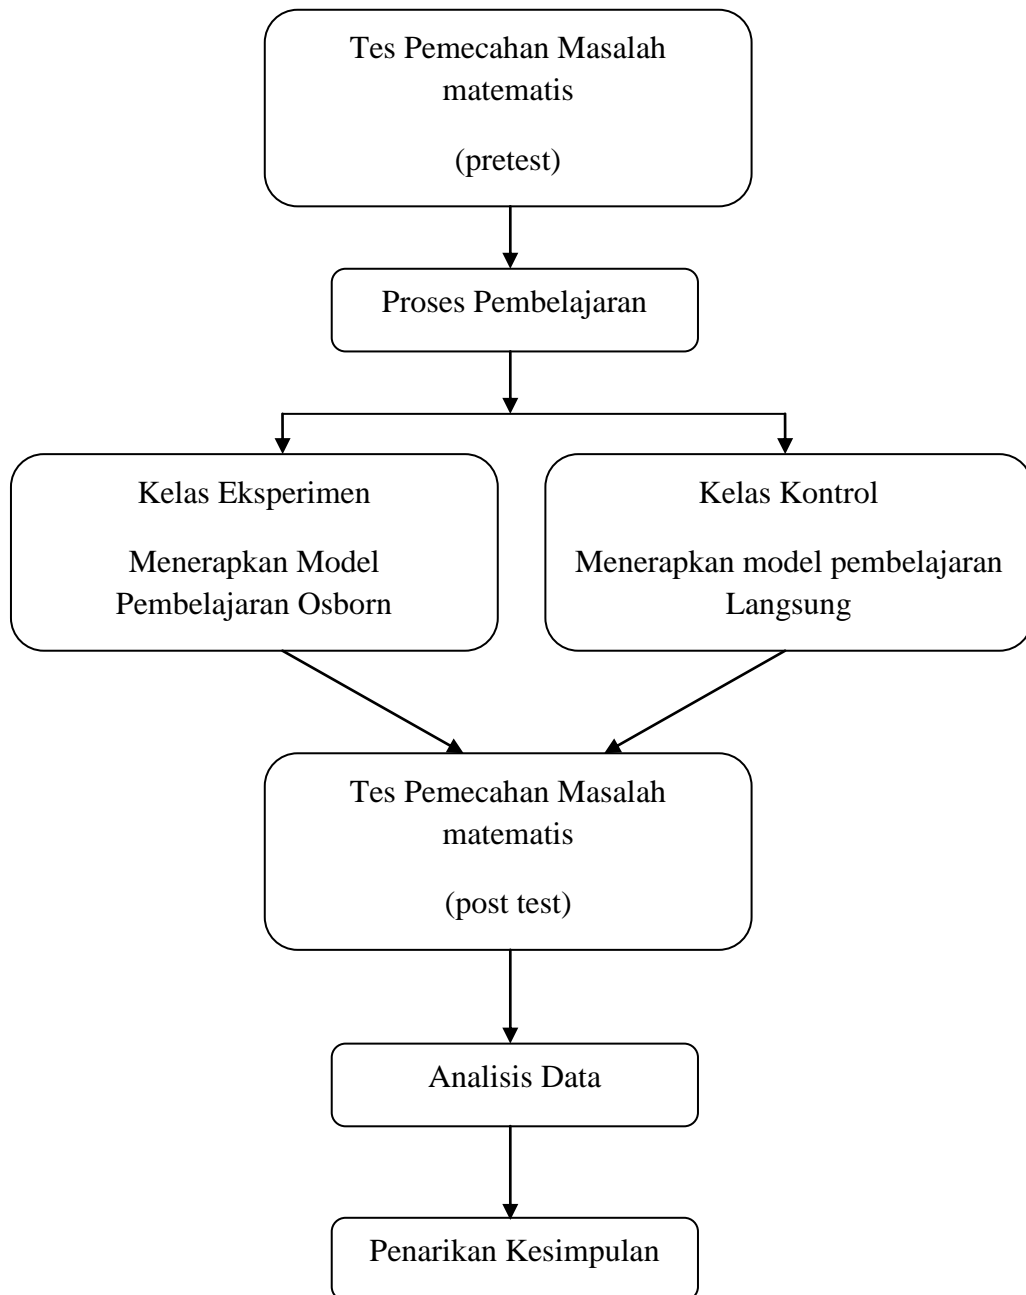 Tes Pemecahan Masalah
matematis
(pretest)
Proses Pembelajaran
Kelas Eksperimen
Menerapkan Model
Pembelajaran Osborn
Kelas Kontrol
Menerapkan model pembelajaran
Langsung
Tes Pemecahan Masalah
matematis
(post test)
Analisis Data
Penarikan Kesimpulan